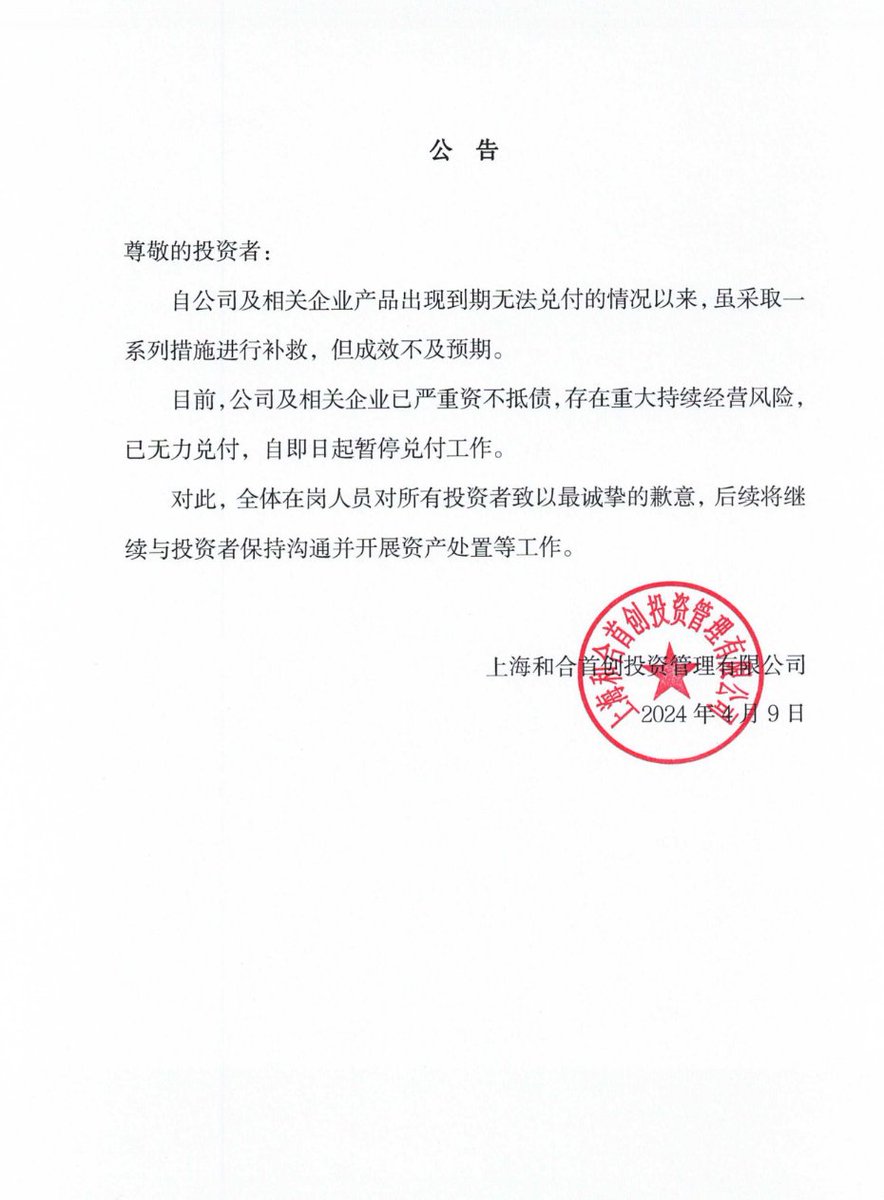 公 告
尊敬的投资者：
自公司及相关企业产品出现到期无法兑付的情况以来，虽采取一
系列措施进行补救，但成效不及预期。
目前，公司及相关企业已严重资不抵债，存在重大持续经营风险，
已无力兑付，自即日起暂停兑付工作。
对此，全体在岗人员对所有投资者致以最诚挚的歉意，后续将继
续与投资者保持沟通并开展资产处置等工作。
上海和合首创投资管理有限公司
2024 年 4 月 9 日
上海和合首创投资管理有限公司